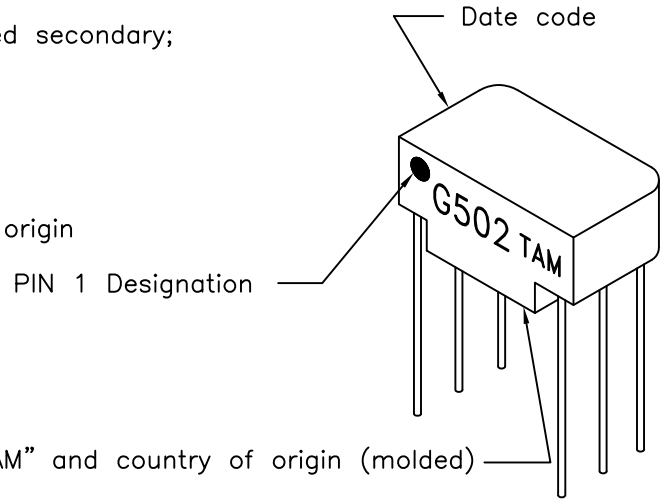 Date code
ed secondary;
G502 TAM
origin
PIN 1 Designation
AM” and country of origin (molded)